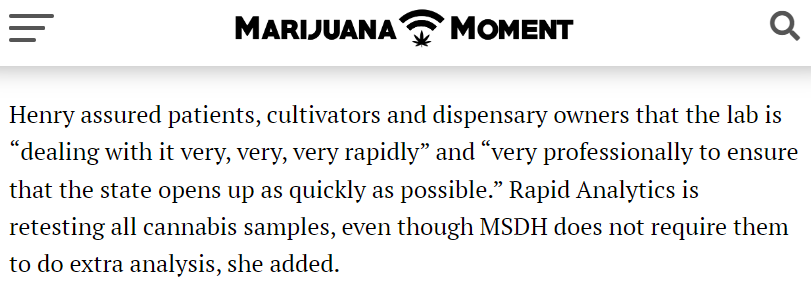 MARIJUANA MOMENT
Henry assured patients, cultivators and dispensary owners that the lab is
“dealing with it very, very, very rapidly” and “very professionally to ensure
that the state opens up as quickly as possible.” Rapid Analytics is
retesting all cannabis samples, even though MSDH does not require them
to do extra analysis, she added.